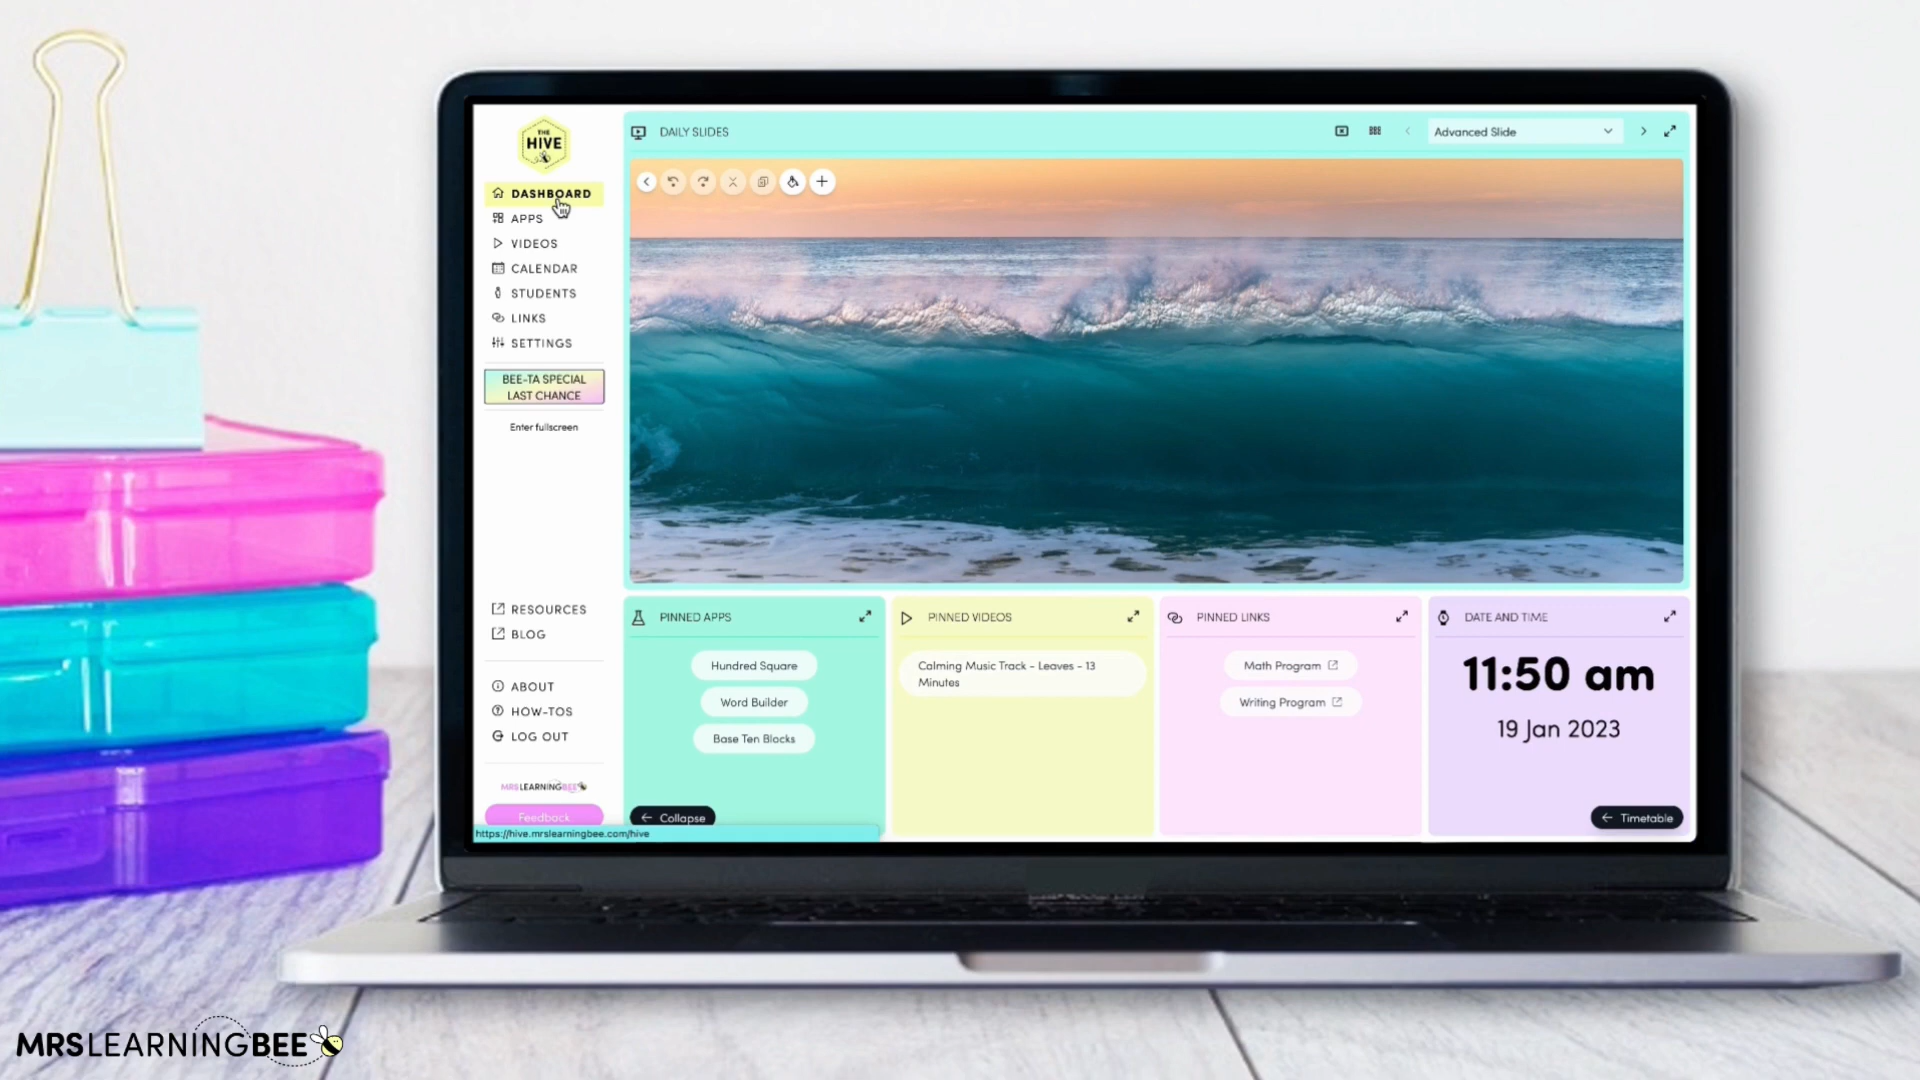 THE
HIVE
DASHBOARD
APPS
VIDEOS
CALENDAR
STUDENTS
LINKS
SETTINGS
BEE-TA SPECIAL
LAST CHANCE
Enter fullscreen
RESOURCES
BLOG
ABOUT
HOW-TOS
LOG OUT
MRSLEARNINGBEE
Feedback
https://hive.mrslearningbee.com/hive
DAILY SLIDES
Advanced Slide
PINNED APPS
Hundred Square
Word Builder
Base Ten Blocks
Collapse
PINNED VIDEOS
Calming Music Track - Leaves - 13
Minutes
PINNED LINKS
Math Program
Writing Program
DATE AND TIME
11:50 am
19 Jan 2023
Timetable
MRSLEARNINGBEE